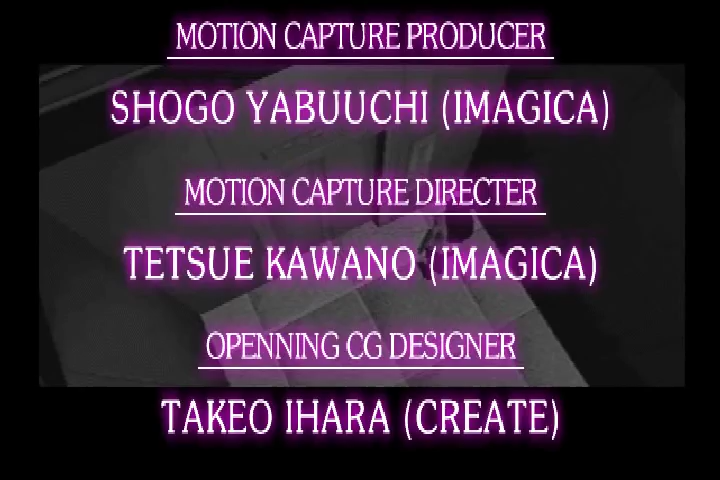 MOTION CAPTURE PRODUCER
SHOGO YABUUCHI (IMAGICA)
MOTION CAPTURE DIRECTER
TETSUE KAWANO (IMAGICA)
OPENNING CG DESIGNER
TAKEO IHARA (CREATE)